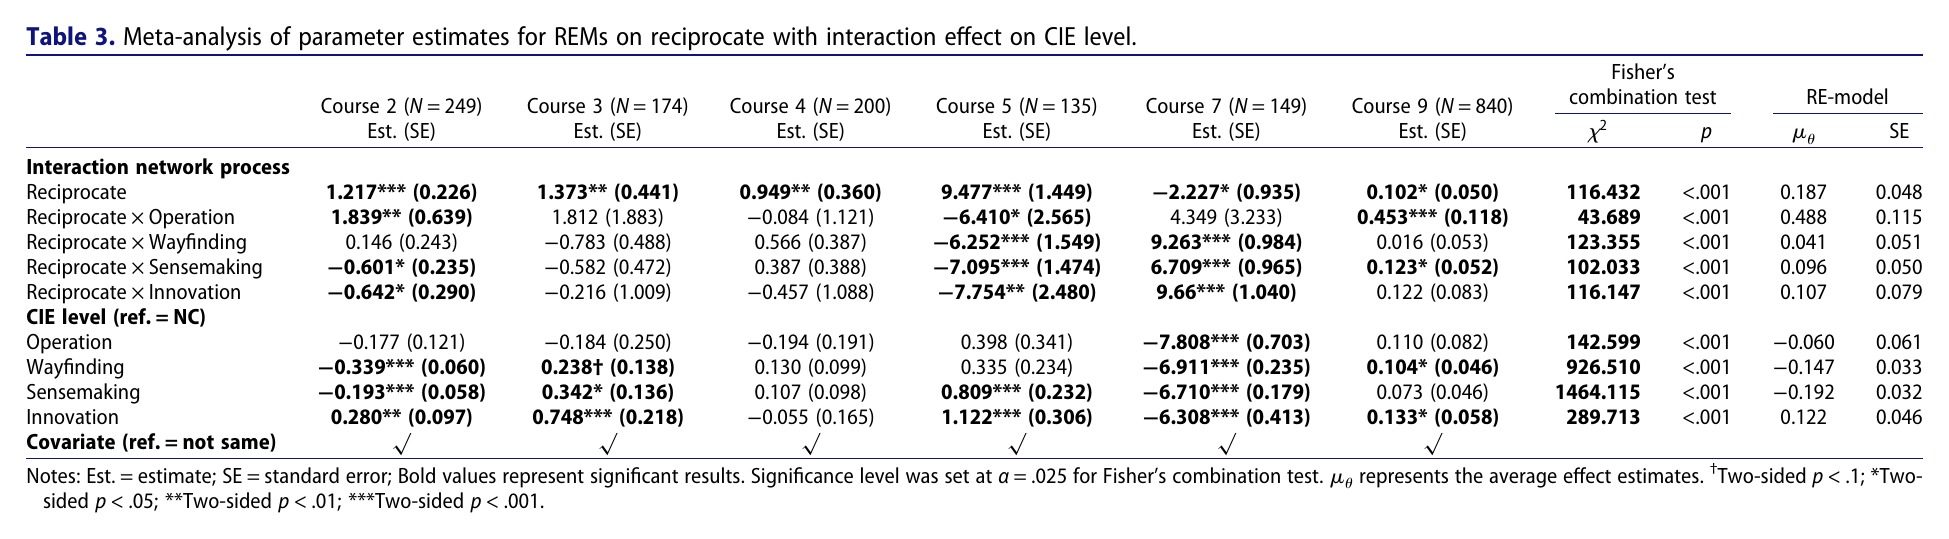 Table 3. Meta-analysis of parameter estimates for REMs on reciprocate with interaction effect on CIE level.
Fisher's
combination test RE-model
Course 2 (N = 249) Course 3 (N = 174) Course 4 (N = 200) Course 5 (N = 135) Course 7 (N = 149) Course 9 (N = 840)
Est. (SE) Est. (SE) Est. (SE) Est. (SE) Est. (SE) Est. (SE) χ² p μθ SE
Interaction network process
Reciprocate 1.217*** (0.226) 1.373** (0.441) 0.949** (0.360) 9.477*** (1.449) −2.227* (0.935) 0.102* (0.050) 116.432 <.001 0.187 0.048
Reciprocate × Operation 1.839** (0.639) 1.812 (1.883) −0.084 (1.121) −6.410* (2.565) 4.349 (3.233) 0.453*** (0.118) 43.689 <.001 0.488 0.115
Reciprocate × Wayfinding 0.146 (0.243) −0.783 (0.488) 0.566 (0.387) −6.252*** (1.549) 9.263*** (0.984) 0.016 (0.053) 123.355 <.001 0.041 0.051
Reciprocate × Sensemaking −0.601* (0.235) −0.582 (0.472) 0.387 (0.388) −7.095*** (1.474) 6.709*** (0.965) 0.123* (0.052) 102.033 <.001 0.096 0.050
Reciprocate × Innovation −0.642* (0.290) −0.216 (1.009) −0.457 (1.088) −7.754** (2.480) 9.66*** (1.040) 0.122 (0.083) 116.147 <.001 0.107 0.079
CIE level (ref. = NC)
Operation −0.177 (0.121) −0.184 (0.250) −0.194 (0.191) 0.398 (0.341) −7.808*** (0.703) 0.110 (0.082) 142.599 <.001 −0.060 0.061
Wayfinding −0.339*** (0.060) 0.238† (0.138) 0.130 (0.099) 0.335 (0.234) −6.911*** (0.235) 0.104* (0.046) 926.510 <.001 −0.147 0.033
Sensemaking −0.193*** (0.058) 0.342* (0.136) 0.107 (0.098) 0.809*** (0.232) −6.710*** (0.179) 0.073 (0.046) 1464.115 <.001 −0.192 0.032
Innovation 0.280** (0.097) 0.748*** (0.218) −0.055 (0.165) 1.122*** (0.306) −6.308*** (0.413) 0.133* (0.058) 289.713 <.001 0.122 0.046
Covariate (ref. = not same) √ √ √ √ √ √
Notes: Est. = estimate; SE = standard error; Bold values represent significant results. Significance level was set at α = .025 for Fisher's combination test. μθ represents the average effect estimates. †Two-sided p < .1; *Two-
sided p < .05; **Two-sided p < .01; ***Two-sided p < .001.